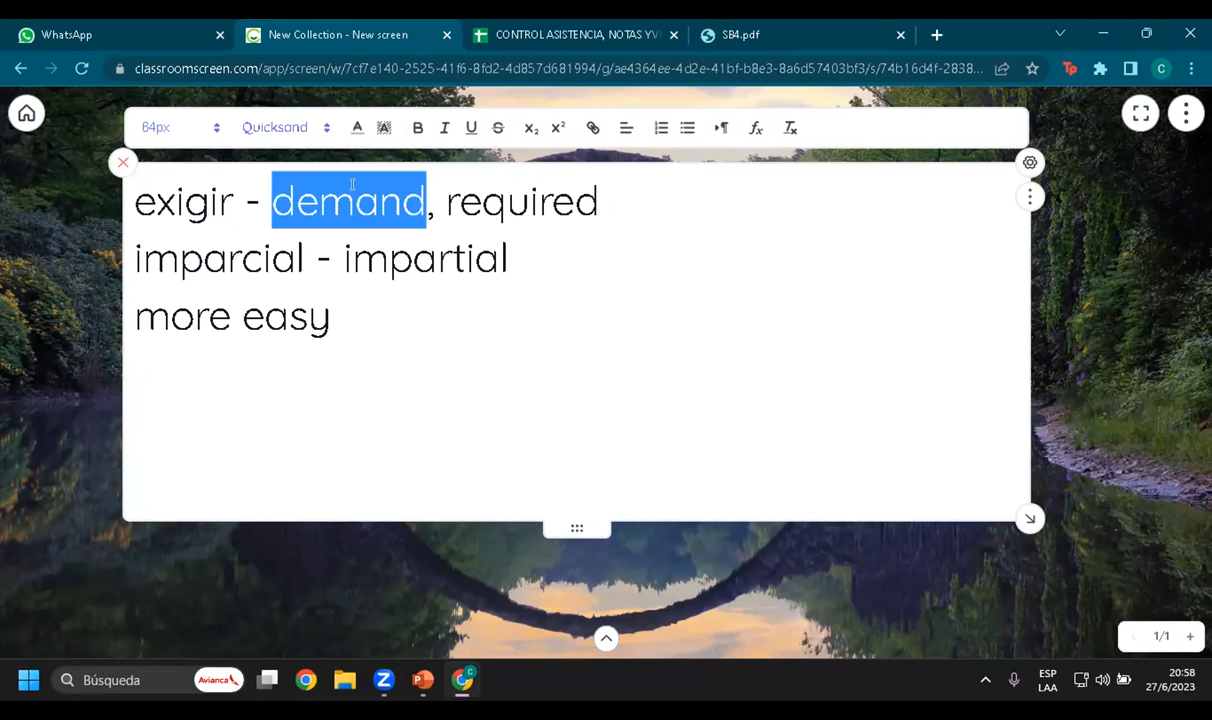 WhatsApp
New Collection - New screen
CONTROL ASISTENCIA, NOTAS Y VI
SB4.pdf
classroomscreen.com/app/screen/w/7cf7e140-2525-41f6-8fd2-4d857d681994/g/ae4364ee-4d2e-41bf-b8e3-8a6d57403bf3/s/74b16d4f-2838...
64px
Quicksand
exigir - demand, required
imparcial - impartial
more easy
1/1
Búsqueda
Avianca
ESP
LAA
20:58
27/6/2023